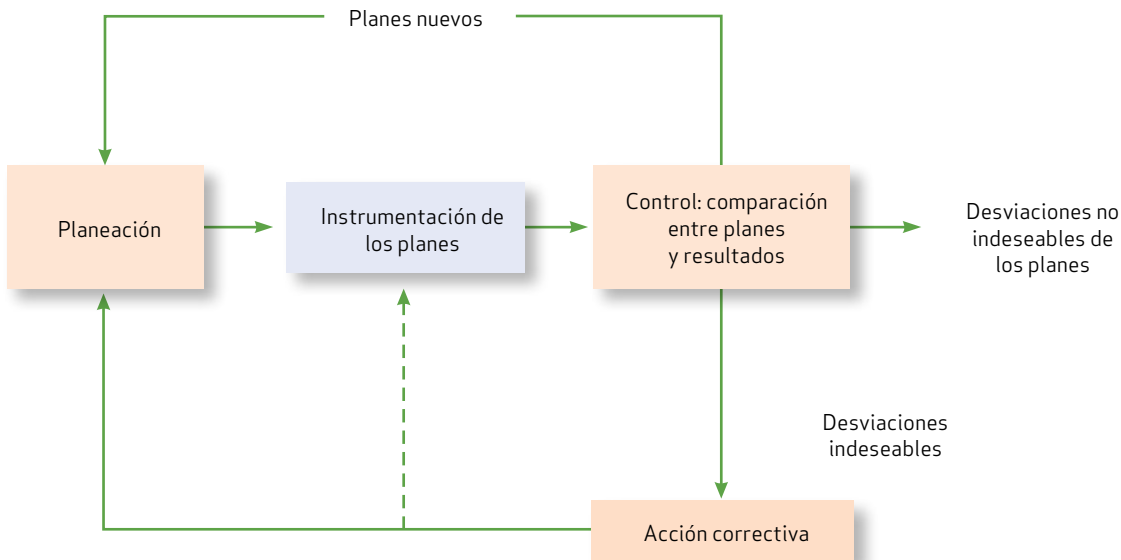 Planes nuevos
Planeación
Instrumentación de
los planes
Control: comparación
entre planes
y resultados
Desviaciones no
indeseables de
los planes
Desviaciones
indeseables
Acción correctiva